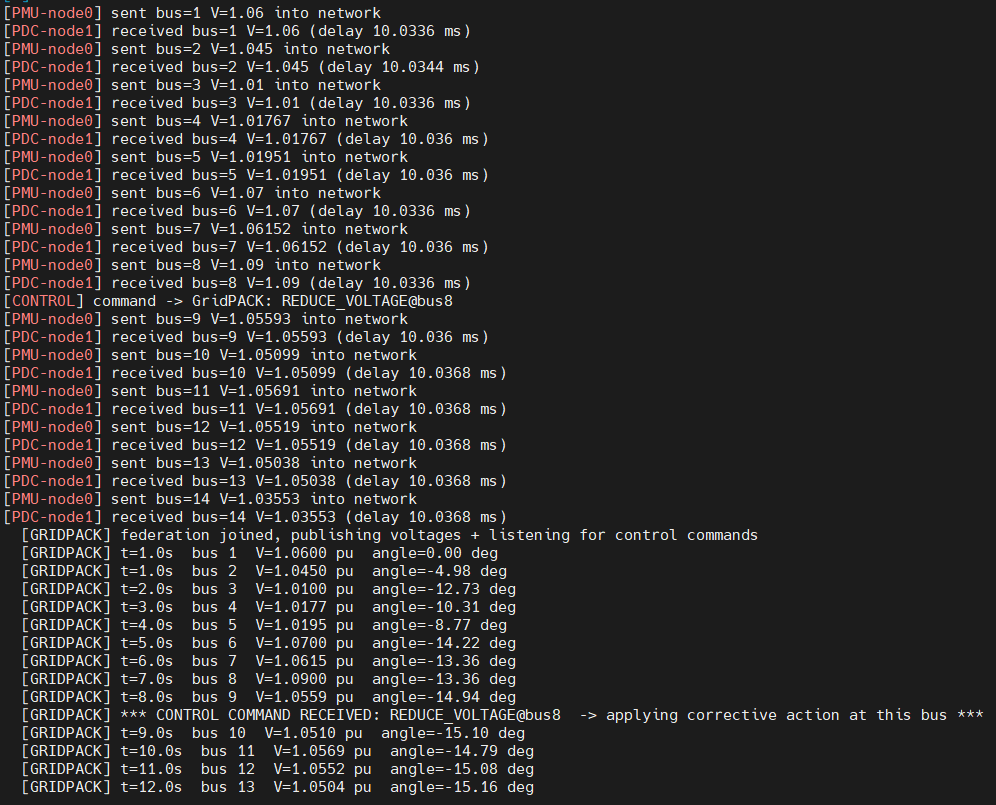 [PMU-node0] sent bus=1 V=1.06 into network
[PDC-node1] received bus=1 V=1.06 (delay 10.0336 ms)
[PMU-node0] sent bus=2 V=1.045 into network
[PDC-node1] received bus=2 V=1.045 (delay 10.0344 ms)
[PMU-node0] sent bus=3 V=1.01 into network
[PDC-node1] received bus=3 V=1.01 (delay 10.0336 ms)
[PMU-node0] sent bus=4 V=1.01767 into network
[PDC-node1] received bus=4 V=1.01767 (delay 10.036 ms)
[PMU-node0] sent bus=5 V=1.01951 into network
[PDC-node1] received bus=5 V=1.01951 (delay 10.036 ms)
[PMU-node0] sent bus=6 V=1.07 into network
[PDC-node1] received bus=6 V=1.07 (delay 10.0336 ms)
[PMU-node0] sent bus=7 V=1.06152 into network
[PDC-node1] received bus=7 V=1.06152 (delay 10.036 ms)
[PMU-node0] sent bus=8 V=1.09 into network
[PDC-node1] received bus=8 V=1.09 (delay 10.0336 ms)
[CONTROL] command -> GridPACK: REDUCE_VOLTAGE@bus8
[PMU-node0] sent bus=9 V=1.05593 into network
[PDC-node1] received bus=9 V=1.05593 (delay 10.036 ms)
[PMU-node0] sent bus=10 V=1.05099 into network
[PDC-node1] received bus=10 V=1.05099 (delay 10.0368 ms)
[PMU-node0] sent bus=11 V=1.05691 into network
[PDC-node1] received bus=11 V=1.05691 (delay 10.0368 ms)
[PMU-node0] sent bus=12 V=1.05519 into network
[PDC-node1] received bus=12 V=1.05519 (delay 10.0368 ms)
[PMU-node0] sent bus=13 V=1.05038 into network
[PDC-node1] received bus=13 V=1.05038 (delay 10.0368 ms)
[PMU-node0] sent bus=14 V=1.03553 into network
[PDC-node1] received bus=14 V=1.03553 (delay 10.0368 ms)
[GRIDPACK] federation joined, publishing voltages + listening for control commands
[GRIDPACK] t=1.0s  bus 1  V=1.0600 pu  angle=0.00 deg
[GRIDPACK] t=1.0s  bus 2  V=1.0450 pu  angle=-4.98 deg
[GRIDPACK] t=2.0s  bus 3  V=1.0100 pu  angle=-12.73 deg
[GRIDPACK] t=3.0s  bus 4  V=1.0177 pu  angle=-10.31 deg
[GRIDPACK] t=4.0s  bus 5  V=1.0195 pu  angle=-8.77 deg
[GRIDPACK] t=5.0s  bus 6  V=1.0700 pu  angle=-14.22 deg
[GRIDPACK] t=6.0s  bus 7  V=1.0615 pu  angle=-13.36 deg
[GRIDPACK] t=7.0s  bus 8  V=1.0900 pu  angle=-13.36 deg
[GRIDPACK] t=8.0s  bus 9  V=1.0559 pu  angle=-14.94 deg
[GRIDPACK] *** CONTROL COMMAND RECEIVED: REDUCE_VOLTAGE@bus8  -> applying corrective action at this bus ***
[GRIDPACK] t=9.0s  bus 10  V=1.0510 pu  angle=-15.10 deg
[GRIDPACK] t=10.0s  bus 11  V=1.0569 pu  angle=-14.79 deg
[GRIDPACK] t=11.0s  bus 12  V=1.0552 pu  angle=-15.08 deg
[GRIDPACK] t=12.0s  bus 13  V=1.0504 pu  angle=-15.16 deg